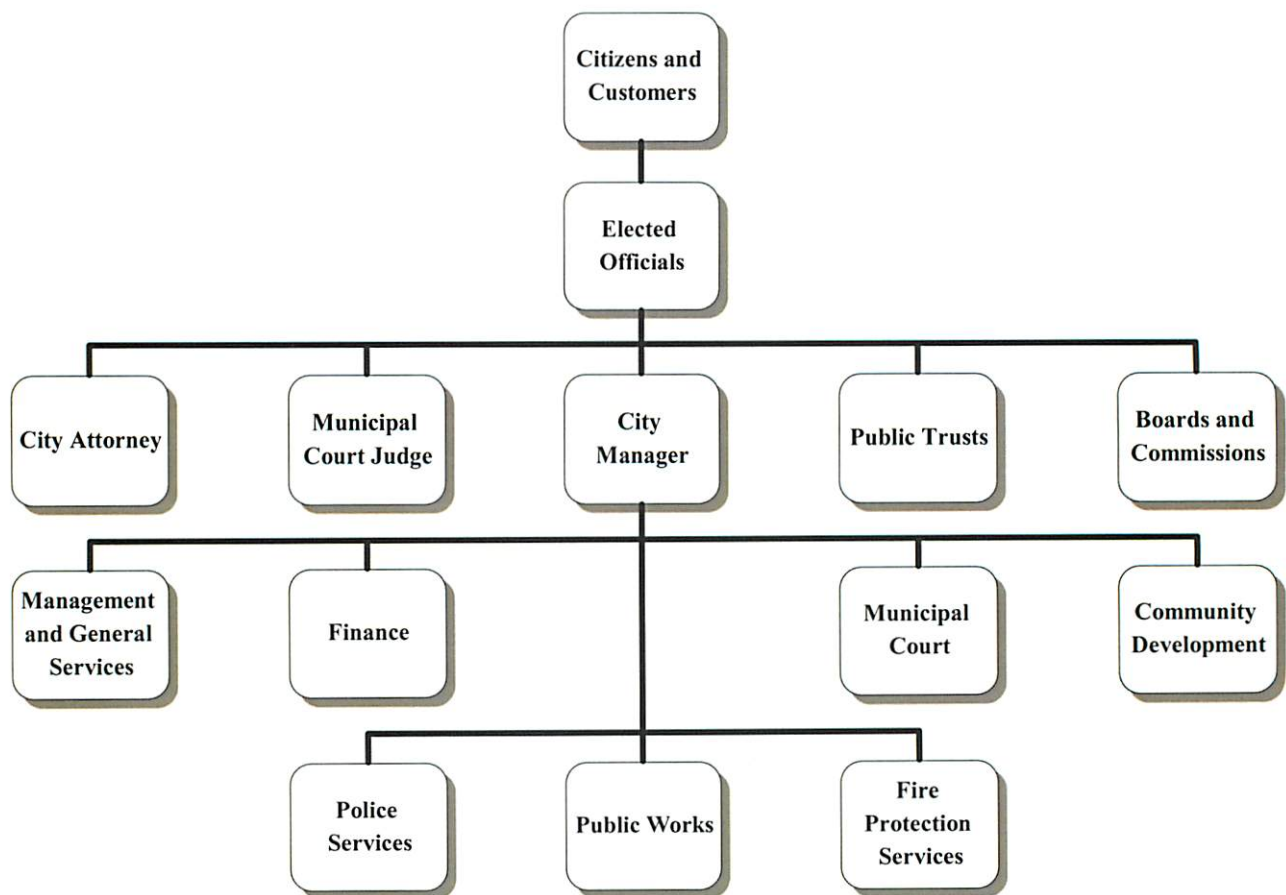 Citizens and
Customers
Elected
Officials
City Attorney
Municipal
Court Judge
City
Manager
Public Trusts
Boards and
Commissions
Management
and General
Services
Finance
Municipal
Court
Community
Development
Police
Services
Public Works
Fire
Protection
Services